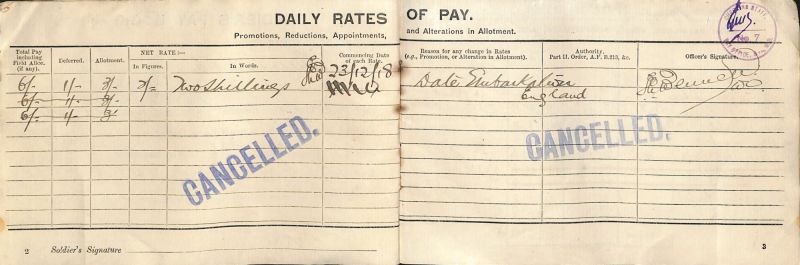 DAILY RATES OF PAY.
Promotions, Reductions, Appointments, and Alterations in Allotment.
Total Pay including Field Allce. (if any).
Deferred.
Allotment.
NET RATE:—
In Figures.
In Words.
Commencing Date of each Rate.
Reason for any change in Rates (e.g., Promotion, or Alteration in Allotment).
Authority. Part II. Order, A.F. B.213, &c.
Officer's Signature.
6/- 1/- 3/- 2/- Two Shillings 23/12/18 Date Embarkation
England
6/- 1/- 3/-
6/- 1/- 3/-
CANCELLED.
CANCELLED.
2 Soldier's Signature
3